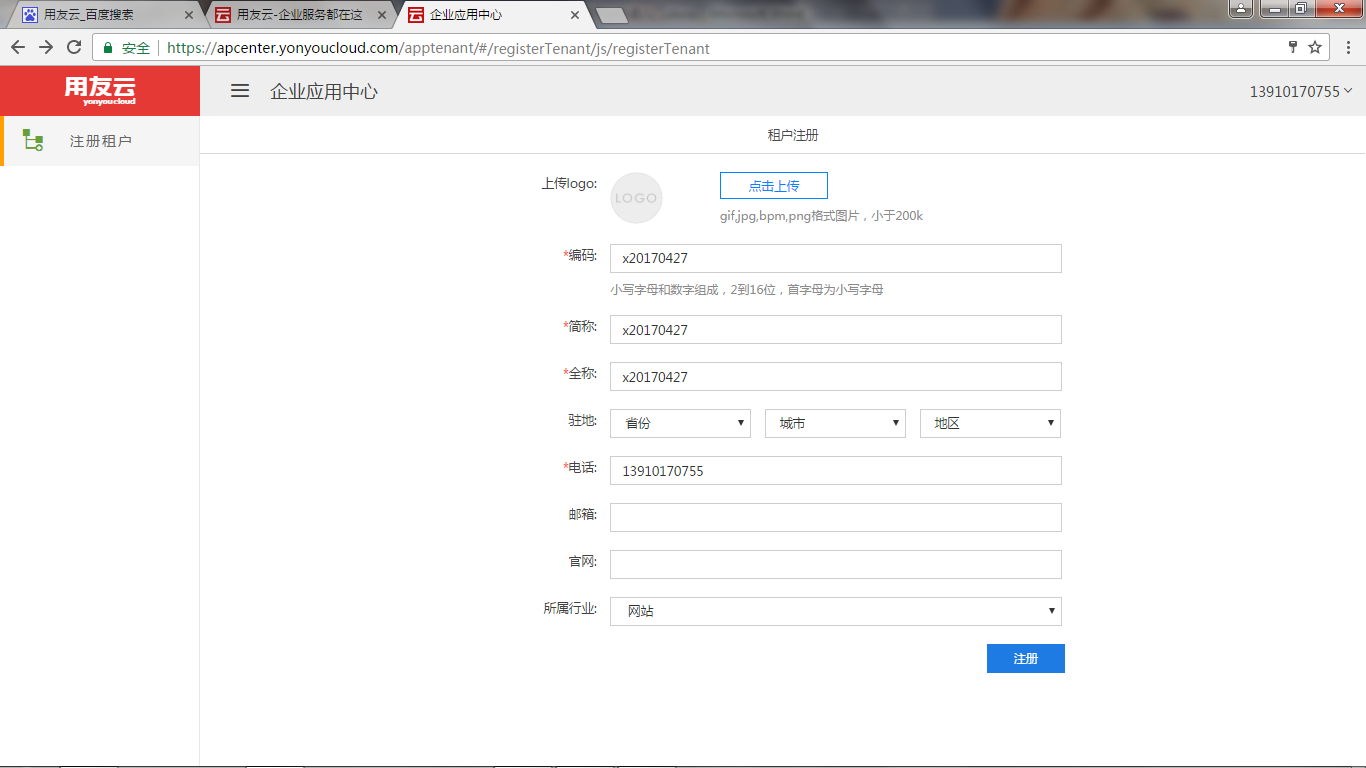 用友云_百度搜索
用友云-企业服务都在这
企业应用中心
安全
https://apcenter.yonyoucloud.com/apptenant/#/registerTenant/js/registerTenant
用友云
yonyoucloud
企业应用中心
13910170755
注册租户
租户注册
上传logo:
LOGO
点击上传
gif,jpg,bpm,png格式图片，小于200k
*编码:
x20170427
小写字母和数字组成，2到16位，首字母为小写字母
*简称:
x20170427
*全称:
x20170427
驻地:
省份
城市
地区
*电话:
13910170755
邮箱:
官网:
所属行业:
网站
注册